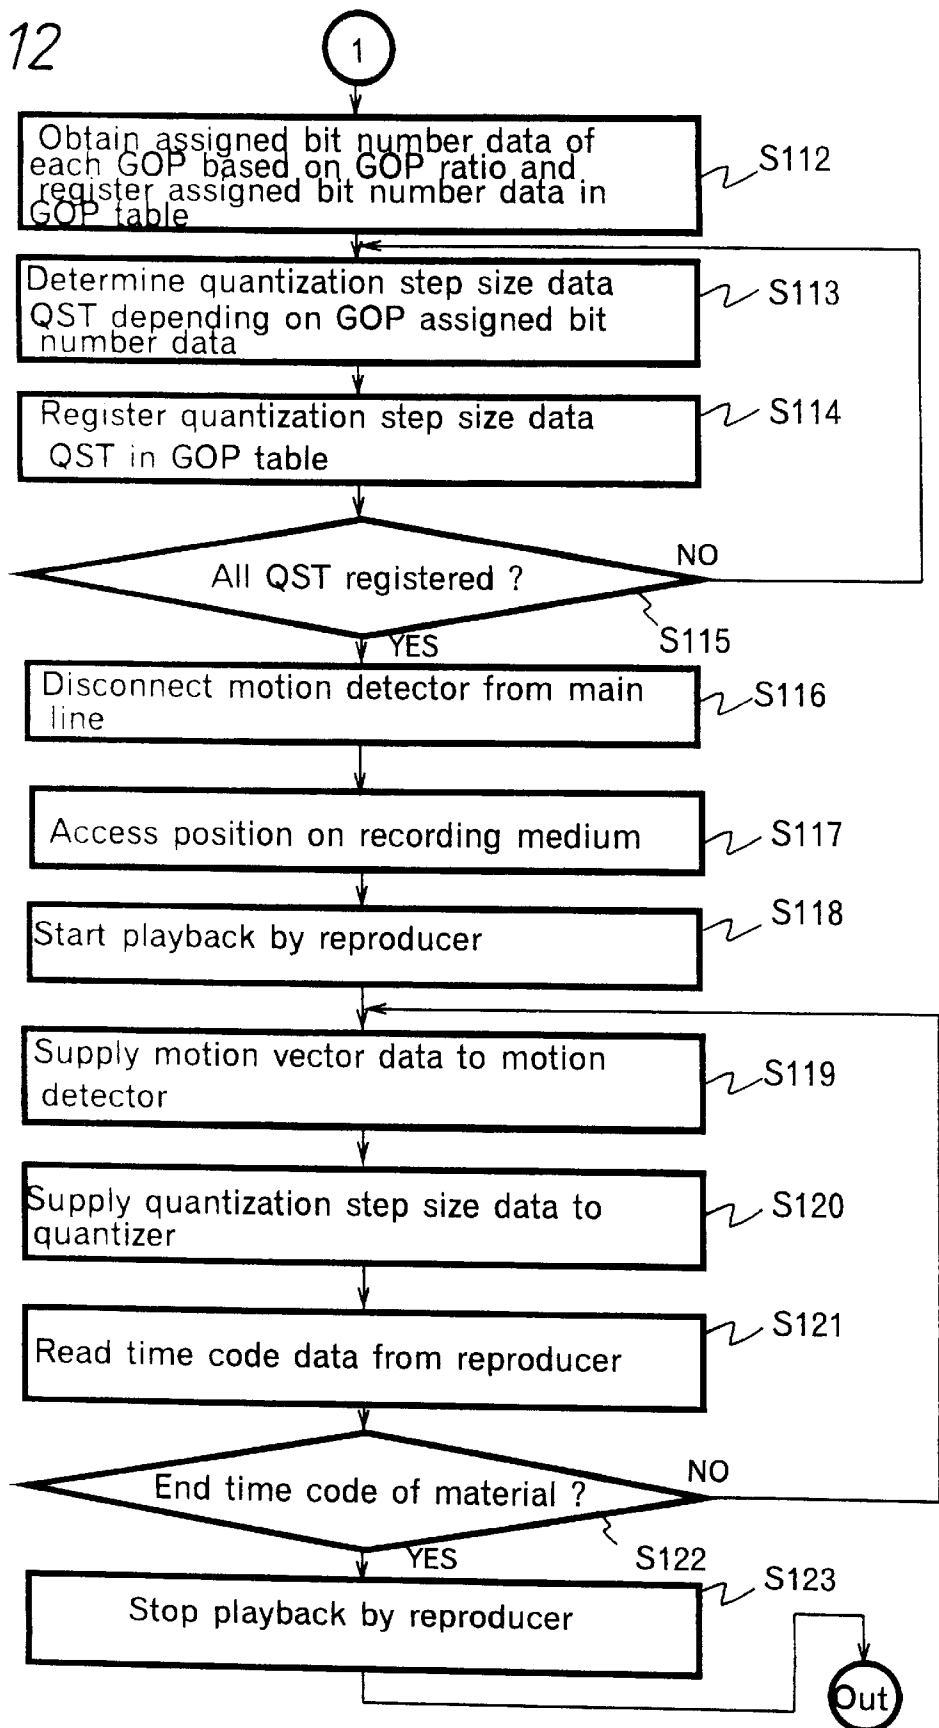 12
1
Obtain assigned bit number data of
each GOP based on GOP ratio and
register assigned bit number data in
GOP table
S112
Determine quantization step size data
QST depending on GOP assigned bit
number data
S113
Register quantization step size data
QST in GOP table
S114
All QST registered ?
NO
S115
YES
Disconnect motion detector from main
line
S116
Access position on recording medium
S117
Start playback by reproducer
S118
Supply motion vector data to motion
detector
S119
Supply quantization step size data to
quantizer
S120
Read time code data from reproducer
S121
End time code of material ?
NO
S122
YES
Stop playback by reproducer
S123
Out